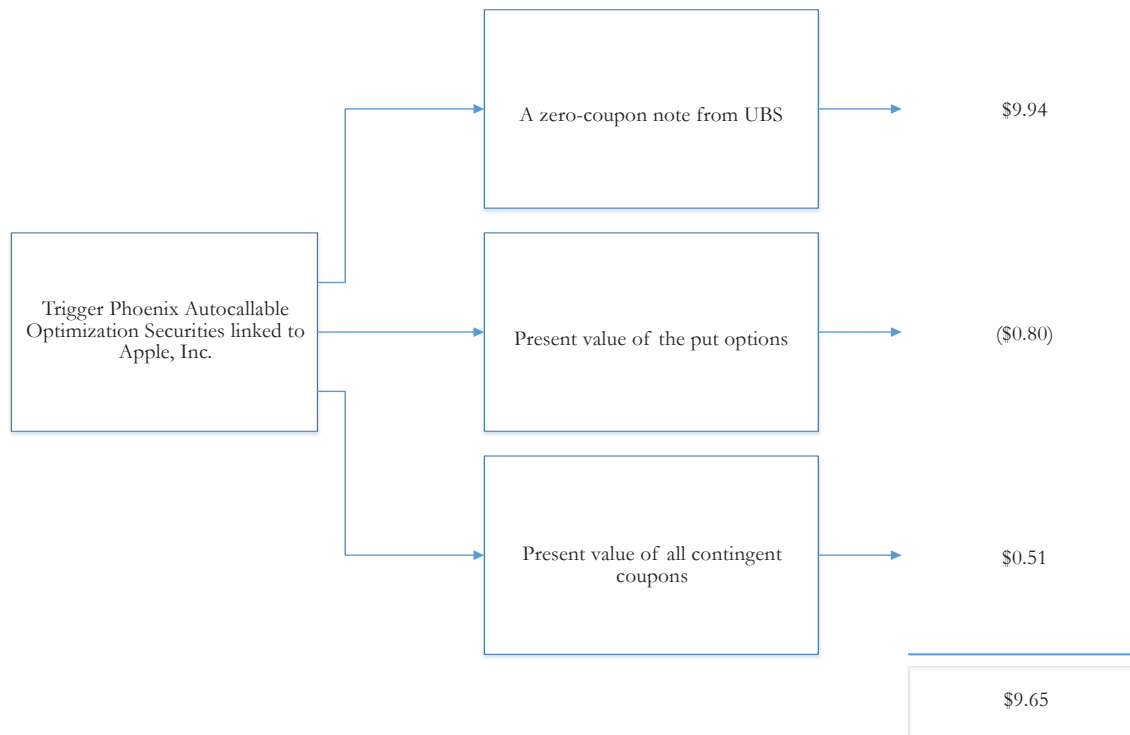 A zero-coupon note from UBS
$9.94
Trigger Phoenix Autocallable
Optimization Securities linked to
Apple, Inc.
Present value of the put options
($0.80)
Present value of all contingent
coupons
$0.51
$9.65